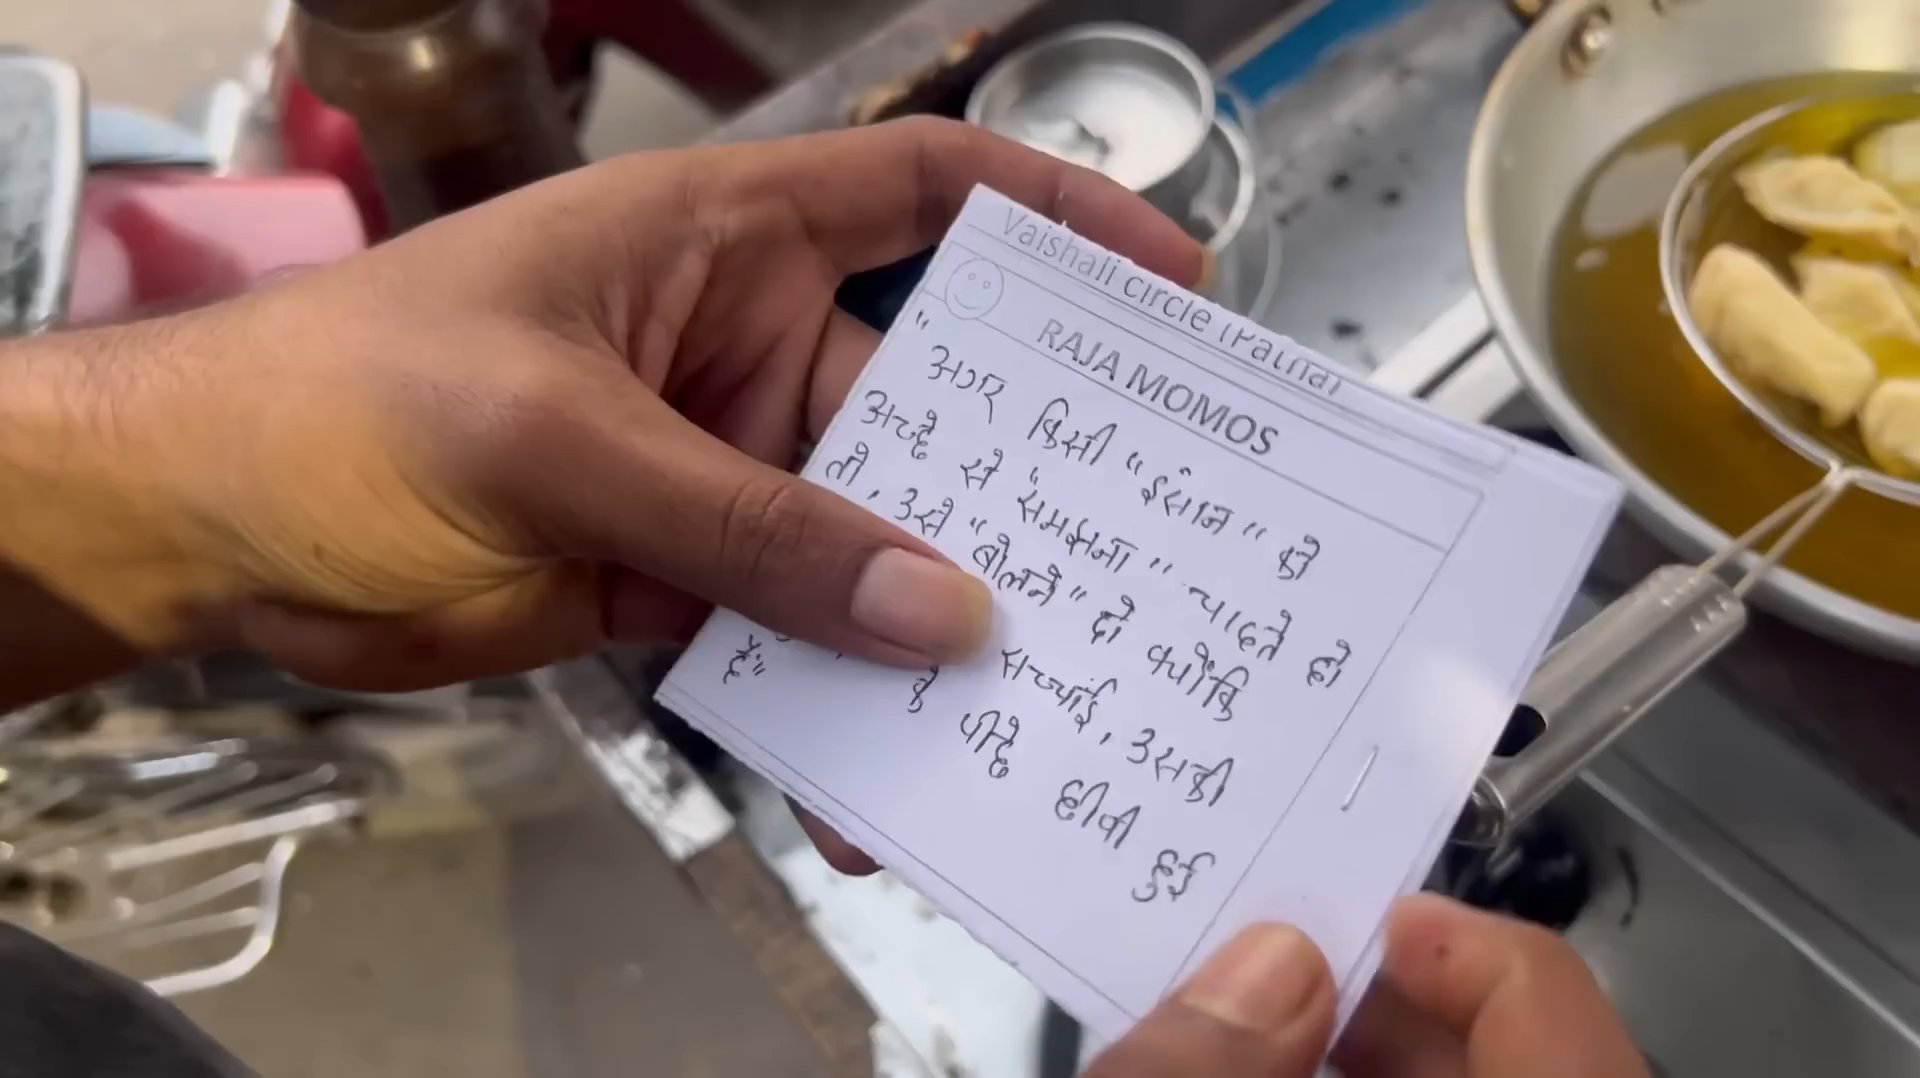 Vaishali circle (Patna)
RAJA MOMOS
" अगर किसी "इंसान" को
अच्छे से "समझना" चाहते हो
तो, उसे "बोलने" दो क्योंकि
सच्चाई, उसकी
के पीछे छीपी हुई
है."